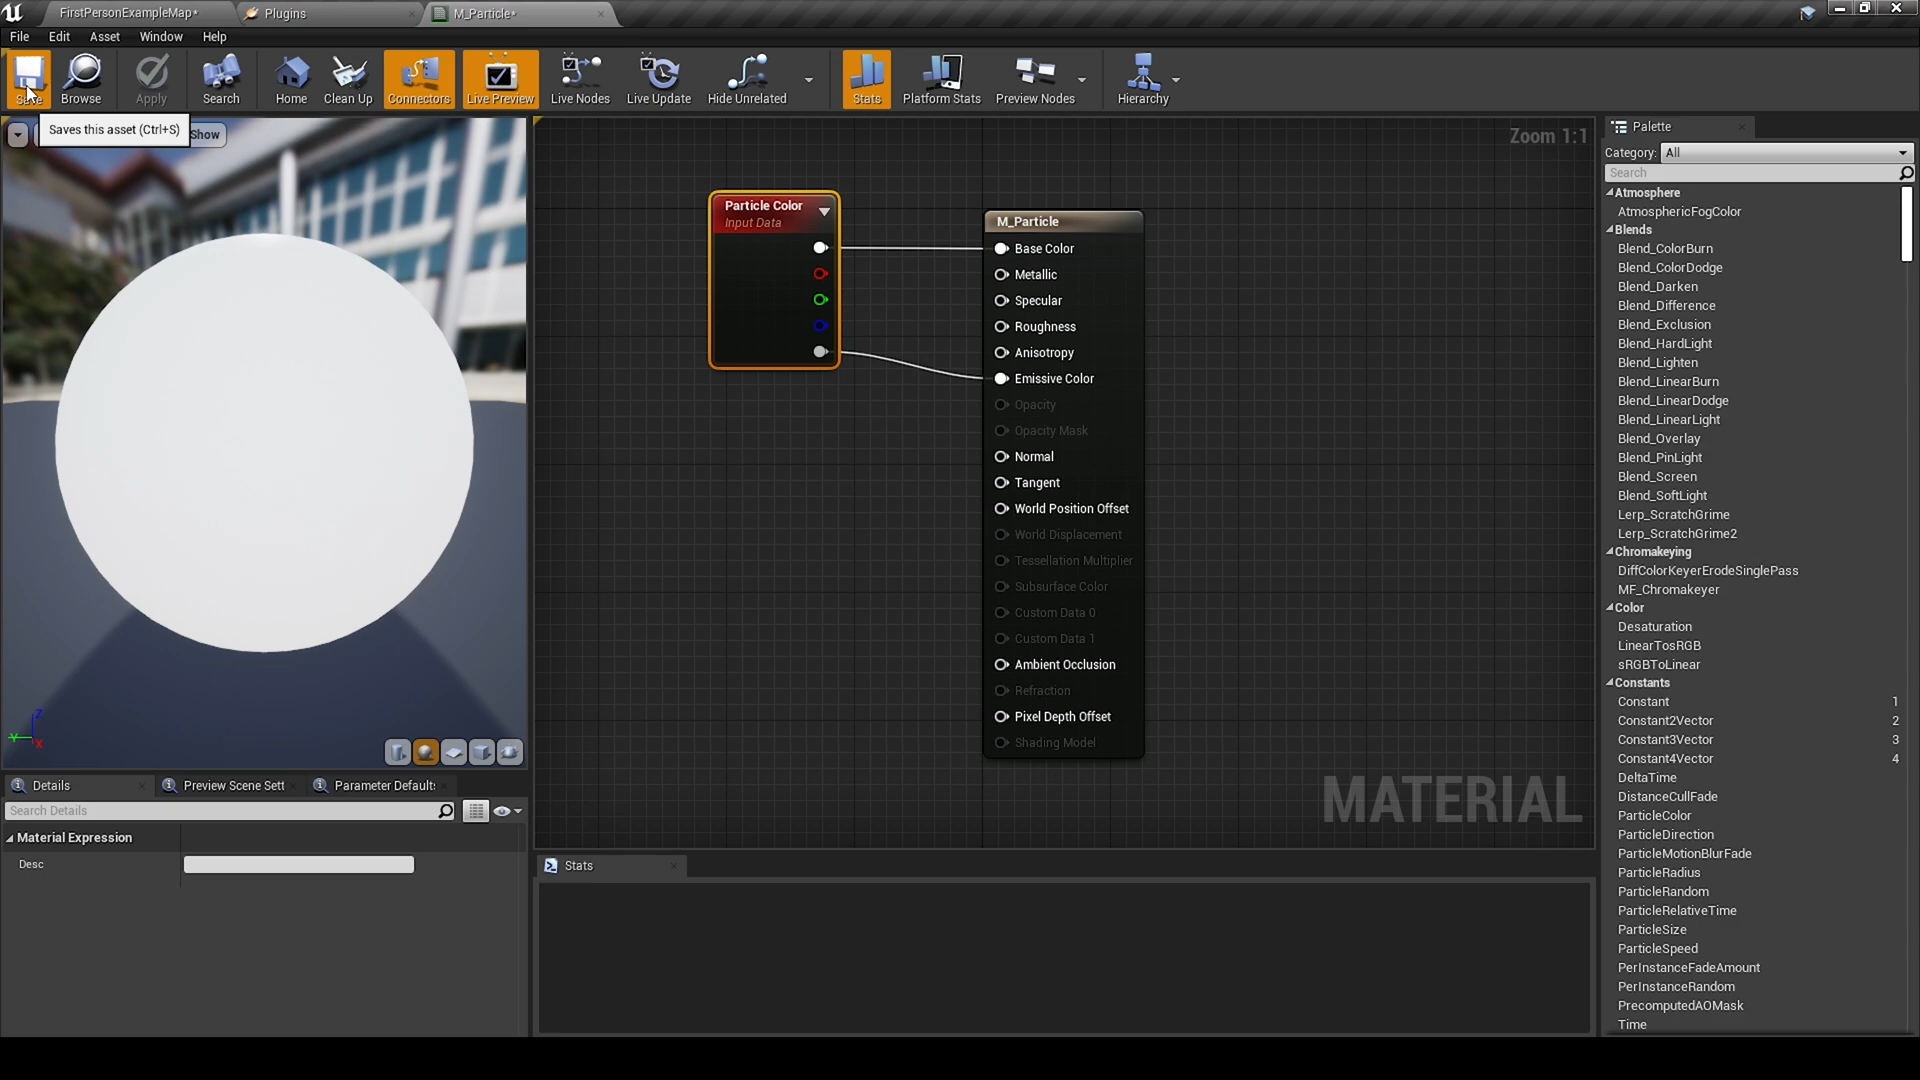 FirstPersonExampleMap*
Plugins
M_Particle*
File
Edit
Asset
Window
Help
Save
Browse
Apply
Search
Home
Clean Up
Connectors
Live Preview
Live Nodes
Live Update
Hide Unrelated
Stats
Platform Stats
Preview Nodes
Hierarchy
Saves this asset (Ctrl+S)
Show
Zoom 1:1
Particle Color
Input Data
M_Particle
Base Color
Metallic
Specular
Roughness
Anisotropy
Emissive Color
Opacity
Opacity Mask
Normal
Tangent
World Position Offset
World Displacement
Tessellation Multiplier
Subsurface Color
Custom Data 0
Custom Data 1
Ambient Occlusion
Refraction
Pixel Depth Offset
Shading Model
MATERIAL
Z
Y
X
Details
Preview Scene Sett
Parameter Defaults
Search Details
Material Expression
Desc
Stats
Palette
Category: All
Search
Atmosphere
AtmosphericFogColor
Blends
Blend_ColorBurn
Blend_ColorDodge
Blend_Darken
Blend_Difference
Blend_Exclusion
Blend_HardLight
Blend_Lighten
Blend_LinearBurn
Blend_LinearDodge
Blend_LinearLight
Blend_Overlay
Blend_PinLight
Blend_Screen
Blend_SoftLight
Lerp_ScratchGrime
Lerp_ScratchGrime2
Chromakeying
DiffColorKeyerErodeSinglePass
MF_Chromakeyer
Color
Desaturation
LinearTosRGB
sRGBToLinear
Constants
Constant 1
Constant2Vector 2
Constant3Vector 3
Constant4Vector 4
DeltaTime
DistanceCullFade
ParticleColor
ParticleDirection
ParticleMotionBlurFade
ParticleRadius
ParticleRandom
ParticleRelativeTime
ParticleSize
ParticleSpeed
PerInstanceFadeAmount
PerInstanceRandom
PrecomputedAOMask
Time